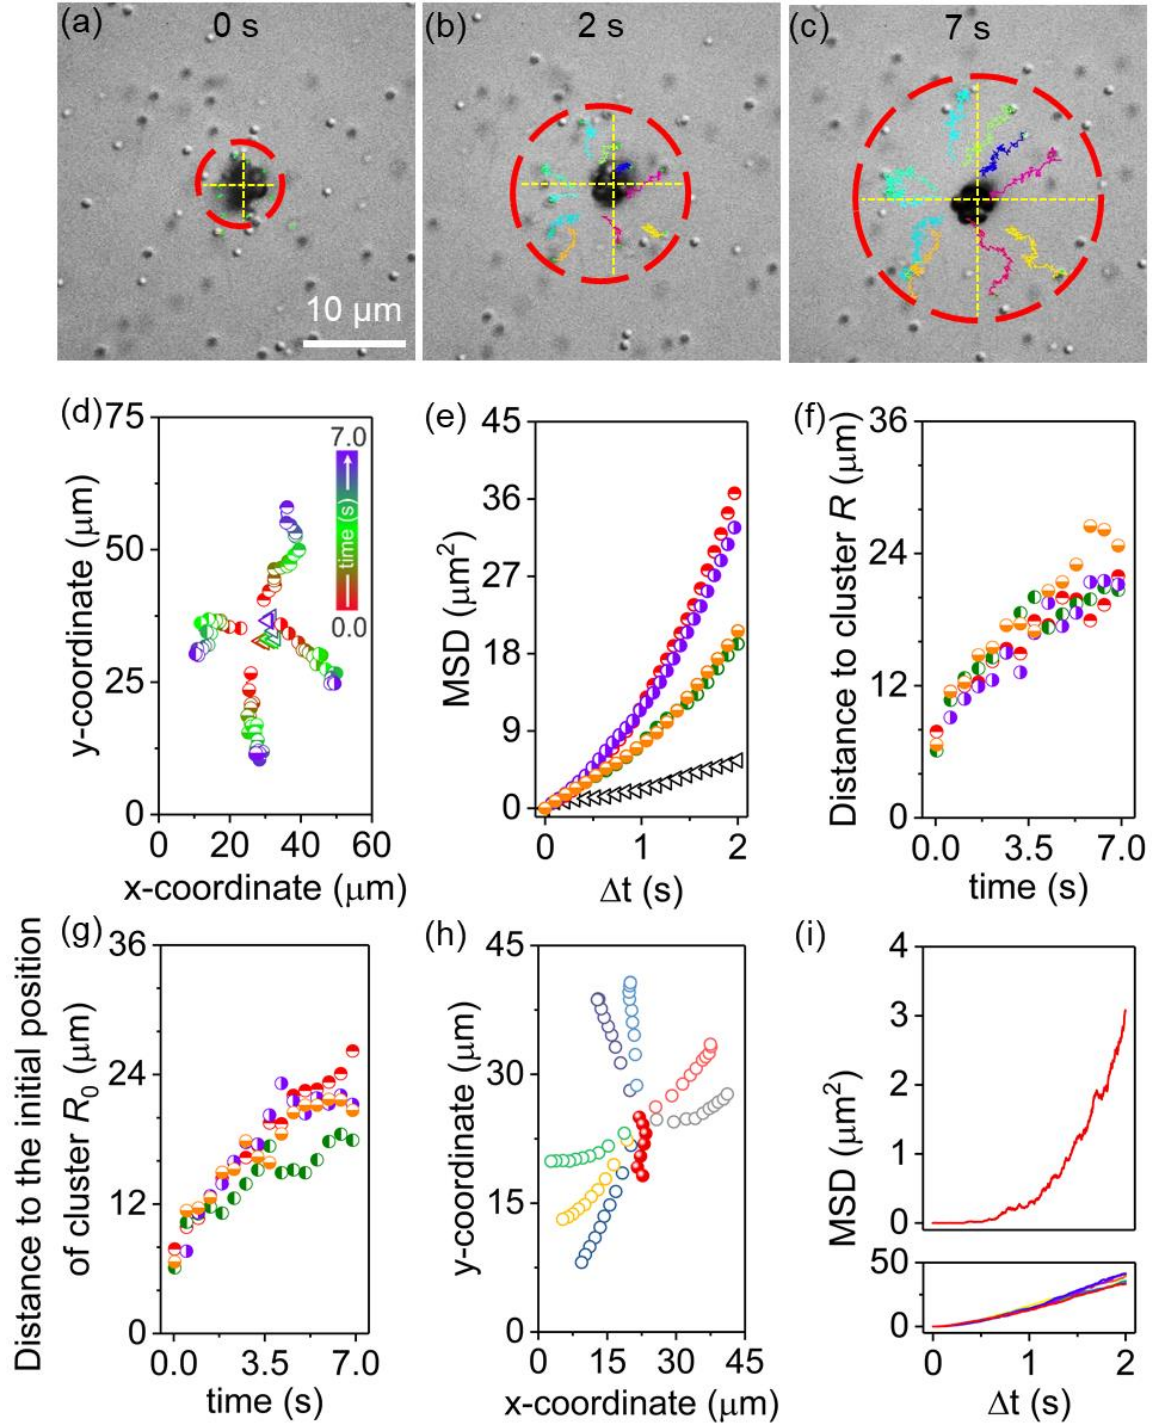 (a) 0 s
(b) 2 s
(c) 7 s
10 μm
(d)
75
50
25
0
y-coordinate (μm)
7.0
time (s)
0.0
0 20 40 60
x-coordinate (μm)
(e)
45
36
27
18
9
0
MSD (μm²)
0 1 2
Δt (s)
(f)
36
24
12
0
Distance to cluster R (μm)
0.0 3.5 7.0
time (s)
(g)
36
24
12
0
Distance to the initial position
of cluster R₀ (μm)
0.0 3.5 7.0
time (s)
(h)
45
30
15
0
y-coordinate (μm)
0 15 30 45
x-coordinate (μm)
(i)
4
3
2
1
0
MSD (μm²)
50
0
0 1 2
Δt (s)